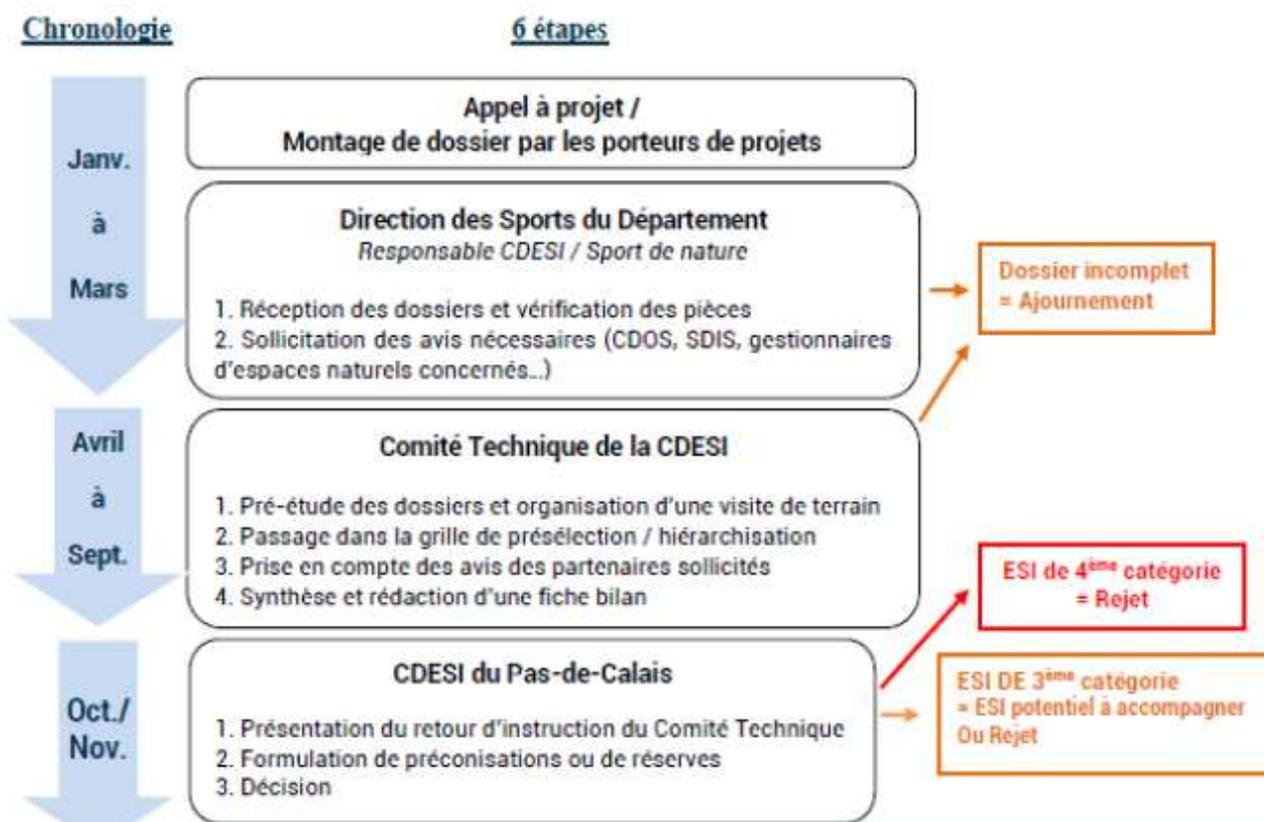 Chronologie
6 étapes
Janv.
à
Mars
Appel à projet /
Montage de dossier par les porteurs de projets
Direction des Sports du Département
Responsable CDESI / Sport de nature
1. Réception des dossiers et vérification des pièces
2. Sollicitation des avis nécessaires (CDOS, SDIS, gestionnaires
d'espaces naturels concernés...)
Dossier incomplet
= Ajournement
Avril
à
Sept.
Comité Technique de la CDESI
1. Pré-étude des dossiers et organisation d'une visite de terrain
2. Passage dans la grille de présélection / hiérarchisation
3. Prise en compte des avis des partenaires sollicités
4. Synthèse et rédaction d'une fiche bilan
ESI de 4ème catégorie
= Rejet
Oct./
Nov.
CDESI du Pas-de-Calais
1. Présentation du retour d'instruction du Comité Technique
2. Formulation de préconisations ou de réserves
3. Décision
ESI DE 3ème catégorie
= ESI potentiel à accompagner
Ou Rejet